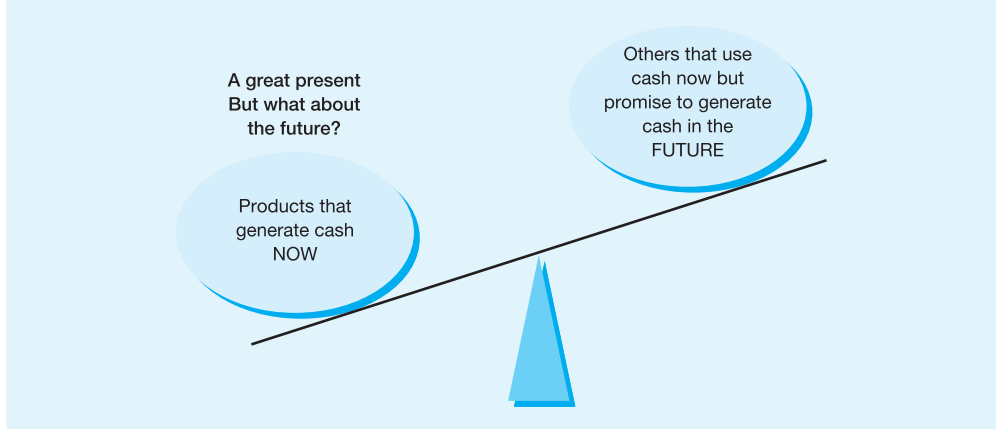 A great present
But what about
the future?
Products that
generate cash
NOW
Others that use
cash now but
promise to generate
cash in the
FUTURE